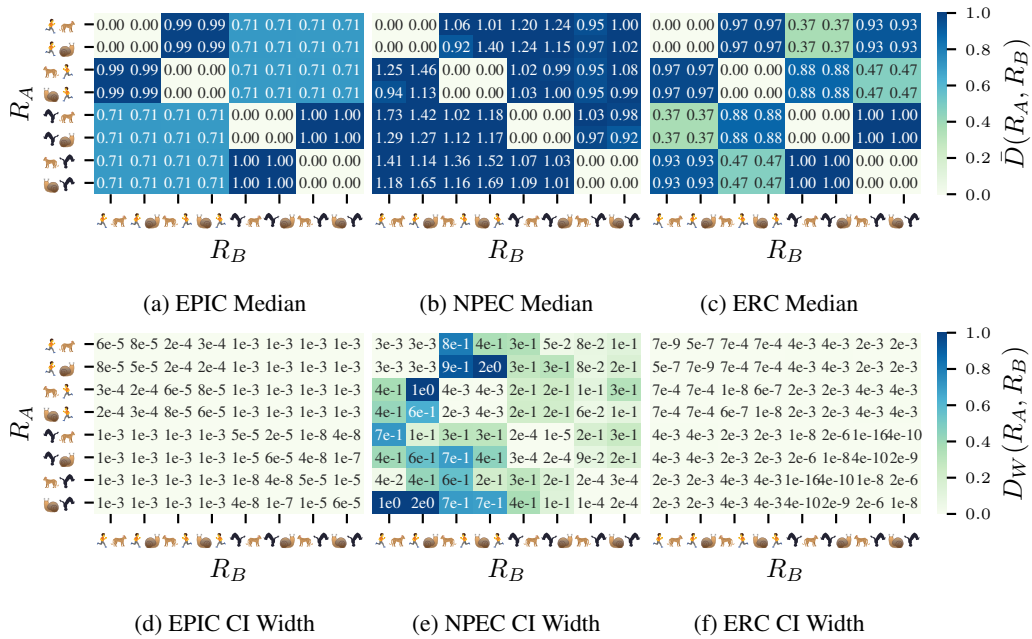 R_A
0.00 0.00 0.99 0.99 0.71 0.71 0.71 0.71
0.00 0.00 0.99 0.99 0.71 0.71 0.71 0.71
0.99 0.99 0.00 0.00 0.71 0.71 0.71 0.71
0.99 0.99 0.00 0.00 0.71 0.71 0.71 0.71
0.71 0.71 0.71 0.71 0.00 0.00 1.00 1.00
0.71 0.71 0.71 0.71 0.00 0.00 1.00 1.00
0.71 0.71 0.71 0.71 1.00 1.00 0.00 0.00
0.71 0.71 0.71 0.71 1.00 1.00 0.00 0.00
R_B
(a) EPIC Median
0.00 0.00 1.06 1.01 1.20 1.24 0.95 1.00
0.00 0.00 0.92 1.40 1.24 1.15 0.97 1.02
1.25 1.46 0.00 0.00 1.02 0.99 0.95 1.08
0.94 1.13 0.00 0.00 1.03 1.00 0.95 0.99
1.73 1.42 1.02 1.18 0.00 0.00 1.03 0.98
1.29 1.27 1.12 1.17 0.00 0.00 0.97 0.92
1.41 1.14 1.36 1.52 1.07 1.03 0.00 0.00
1.18 1.65 1.16 1.69 1.09 1.01 0.00 0.00
R_B
(b) NPEC Median
0.00 0.00 0.97 0.97 0.37 0.37 0.93 0.93
0.00 0.00 0.97 0.97 0.37 0.37 0.93 0.93
0.97 0.97 0.00 0.00 0.88 0.88 0.47 0.47
0.97 0.97 0.00 0.00 0.88 0.88 0.47 0.47
0.37 0.37 0.88 0.88 0.00 0.00 1.00 1.00
0.37 0.37 0.88 0.88 0.00 0.00 1.00 1.00
0.93 0.93 0.47 0.47 1.00 1.00 0.00 0.00
0.93 0.93 0.47 0.47 1.00 1.00 0.00 0.00
R_B
(c) ERC Median
1.0
0.8
0.6
0.4
0.2
0.0
D̄(R_A, R_B)
R_A
6e-5 8e-5 2e-4 3e-4 1e-3 1e-3 1e-3 1e-3
8e-5 5e-5 2e-4 4e-4 1e-3 1e-3 1e-3 1e-3
3e-4 2e-4 6e-5 8e-5 1e-3 1e-3 1e-3 1e-3
2e-4 3e-4 8e-5 6e-5 1e-3 1e-3 1e-3 1e-3
1e-3 1e-3 1e-3 1e-3 5e-5 2e-5 1e-8 4e-8
1e-3 1e-3 1e-3 1e-3 1e-5 6e-5 4e-8 1e-7
1e-3 1e-3 1e-3 1e-3 1e-8 4e-8 5e-5 1e-5
1e-3 1e-3 1e-3 1e-3 4e-8 1e-7 1e-5 6e-5
R_B
(d) EPIC CI Width
3e-3 3e-3 8e-1 4e-1 3e-1 5e-2 8e-2 1e-1
3e-3 3e-3 9e-1 2e0 3e-1 3e-1 8e-2 2e-1
4e-1 1e0 4e-3 4e-3 2e-1 2e-1 1e-1 3e-1
4e-1 6e-1 2e-3 4e-3 2e-1 2e-1 6e-2 1e-1
7e-1 1e-1 3e-1 3e-1 2e-4 1e-5 2e-1 3e-1
4e-1 6e-1 7e-1 4e-1 3e-4 2e-4 9e-2 2e-1
4e-2 4e-1 6e-1 2e-1 3e-1 2e-1 2e-4 3e-4
1e0 2e0 7e-1 7e-1 4e-1 1e-1 1e-4 2e-4
R_B
(e) NPEC CI Width
7e-9 5e-7 7e-4 7e-4 4e-3 4e-3 2e-3 2e-3
5e-7 7e-9 7e-4 4e-4 3e-3 4e-3 2e-3 2e-3
7e-4 7e-4 1e-8 6e-7 2e-3 2e-3 3e-3 4e-3
7e-4 4e-4 6e-7 1e-8 2e-3 2e-3 4e-3 4e-3
4e-3 4e-3 2e-3 2e-3 1e-8 2e-6 1e-16 4e-10
4e-3 4e-3 2e-3 2e-3 2e-6 1e-8 4e-10 2e-9
2e-3 2e-3 3e-3 4e-3 1e-16 4e-10 1e-8 2e-6
2e-3 2e-3 4e-3 4e-3 4e-10 2e-9 2e-6 1e-8
R_B
(f) ERC CI Width
1.0
0.8
0.6
0.4
0.2
0.0
D_W(R_A, R_B)